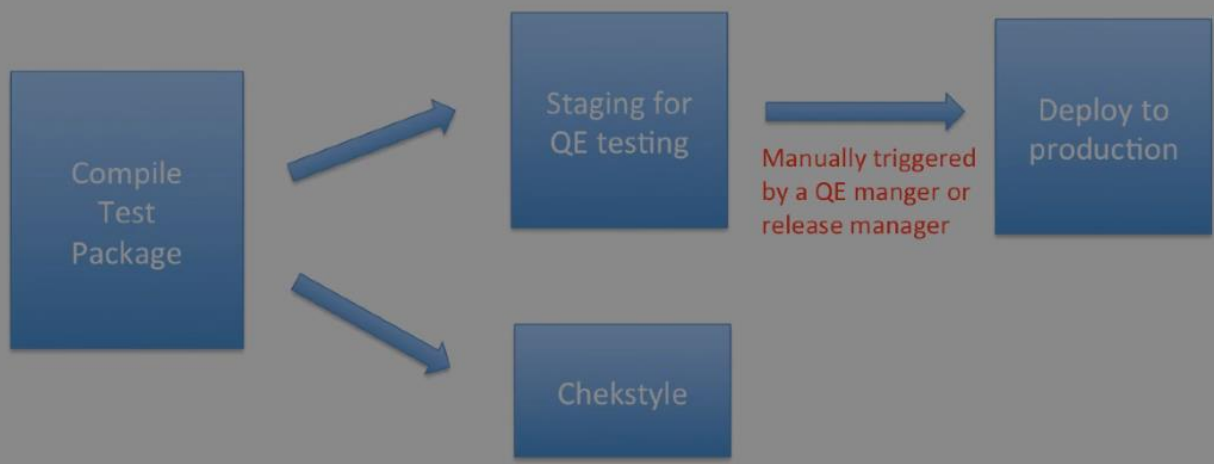 Compile
Test
Package
Staging for
QE testing
Manually triggered
by a QE manger or
release manager
Deploy to
production
Chekstyle